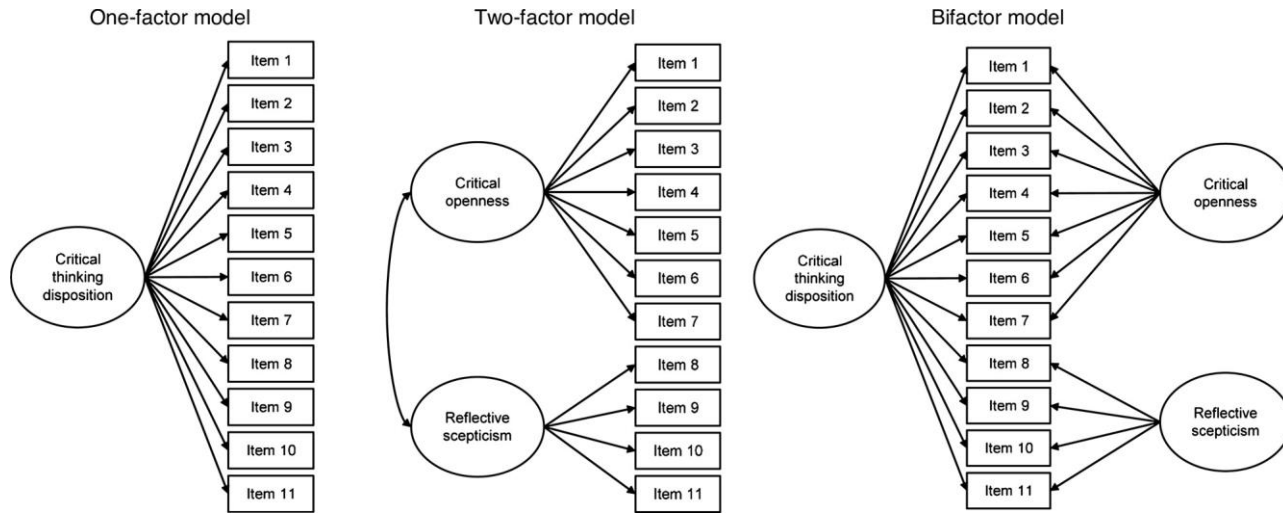 One-factor model
Item 1
Item 2
Item 3
Item 4
Item 5
Item 6
Item 7
Item 8
Item 9
Item 10
Item 11
Critical
thinking
disposition
Two-factor model
Item 1
Item 2
Item 3
Item 4
Item 5
Item 6
Item 7
Item 8
Item 9
Item 10
Item 11
Critical
openness
Reflective
scepticism
Bifactor model
Item 1
Item 2
Item 3
Item 4
Item 5
Item 6
Item 7
Item 8
Item 9
Item 10
Item 11
Critical
thinking
disposition
Critical
openness
Reflective
scepticism